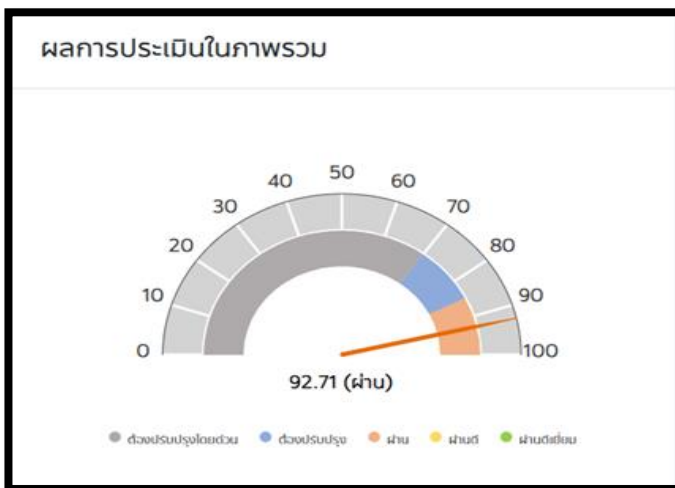 ผลการประเมินในภาพรวม
50
40 60
30 70
20 80
10 90
0 100
92.71 (ผ่าน)
ต้องปรับปรุงโดยด่วน ต้องปรับปรุง ผ่าน ผ่านดี ผ่านดีเยี่ยม